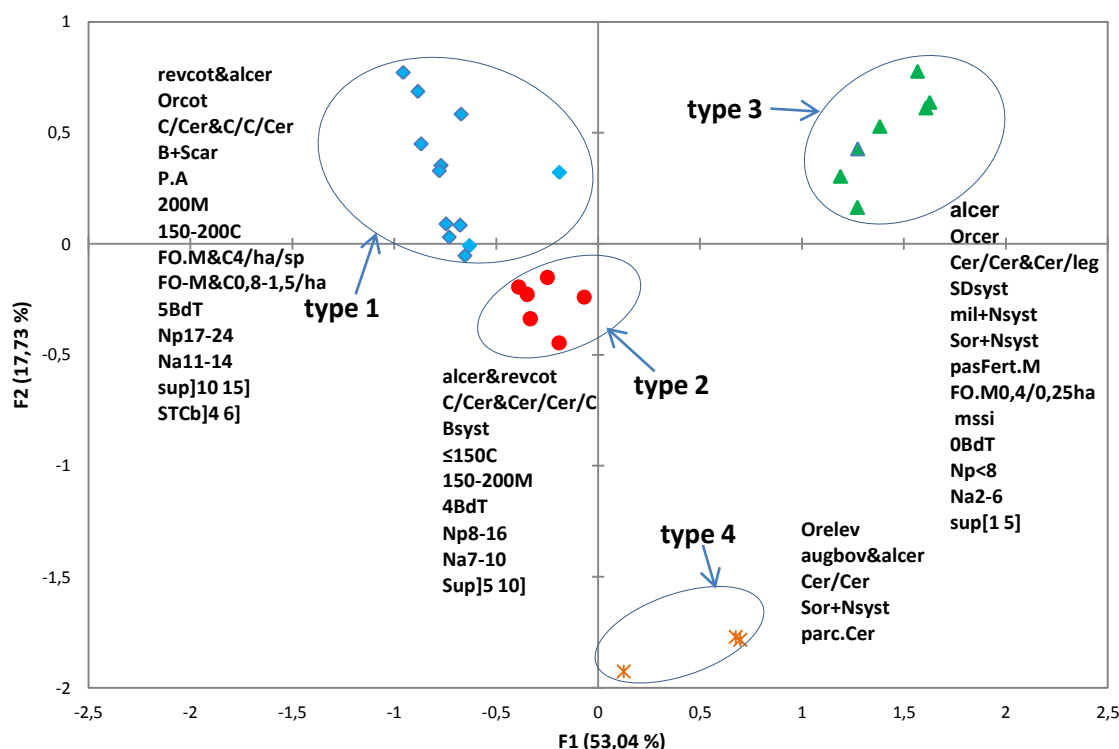 1
0,5
0
-0,5
-1
-1,5
-2
F2 (17,73 %)
-2,5
-2
-1,5
-1
-0,5
0
0,5
1
1,5
2
2,5
F1 (53,04 %)
revcot&alcer
Orcot
C/Cer&C/C/Cer
B+Scar
P.A
200M
150-200C
FO.M&C4/ha/sp
FO-M&C0,8-1,5/ha
5BdT
Np17-24
Na11-14
sup]10 15]
STCb]4 6]
type 1
alcer&revcot
C/Cer&Cer/Cer/C
Bsyst
≤150C
150-200M
4BdT
Np8-16
Na7-10
Sup]5 10]
type 2
type 3
alcer
Orcer
Cer/Cer&Cer/leg
SDsyst
mil+Nsyst
Sor+Nsyst
pasFert.M
FO.M0,4/0,25ha
mssi
0BdT
Np<8
Na2-6
sup[1 5]
type 4
Orelev
augbov&alcer
Cer/Cer
Sor+Nsyst
parc.Cer